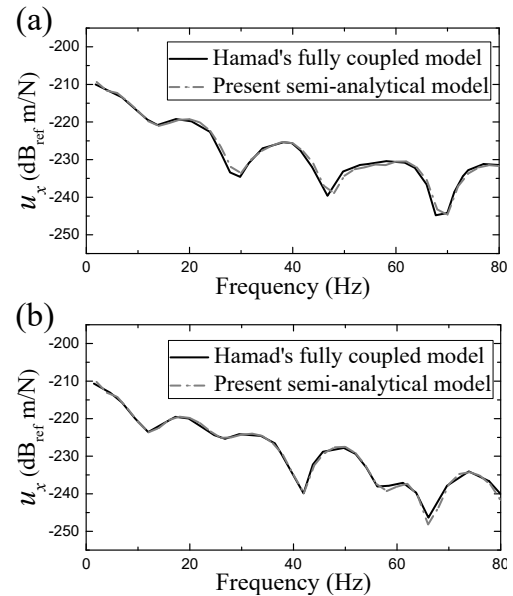 (a)
-200
Hamad's fully coupled model
Present semi-analytical model
-210
-220
-230
-240
-250
u_x (dB_ref m/N)
0 20 40 60 80
Frequency (Hz)
(b)
-200
Hamad's fully coupled model
Present semi-analytical model
-210
-220
-230
-240
-250
u_x (dB_ref m/N)
0 20 40 60 80
Frequency (Hz)